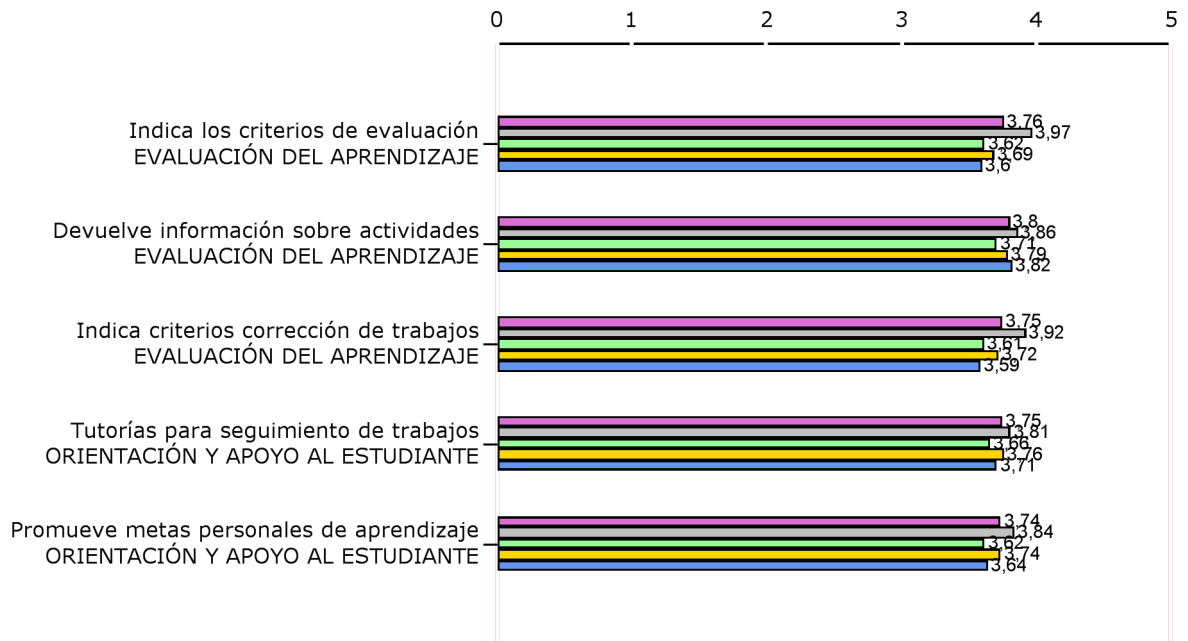 0 1 2 3 4 5
Indica los criterios de evaluación
EVALUACIÓN DEL APRENDIZAJE
3,76
3,97
3,62
3,69
3,6
Devuelve información sobre actividades
EVALUACIÓN DEL APRENDIZAJE
3,8
3,86
3,71
3,79
3,82
Indica criterios corrección de trabajos
EVALUACIÓN DEL APRENDIZAJE
3,75
3,92
3,61
3,72
3,59
Tutorías para seguimiento de trabajos
ORIENTACIÓN Y APOYO AL ESTUDIANTE
3,75
3,81
3,66
3,76
3,71
Promueve metas personales de aprendizaje
ORIENTACIÓN Y APOYO AL ESTUDIANTE
3,74
3,84
3,62
3,74
3,64